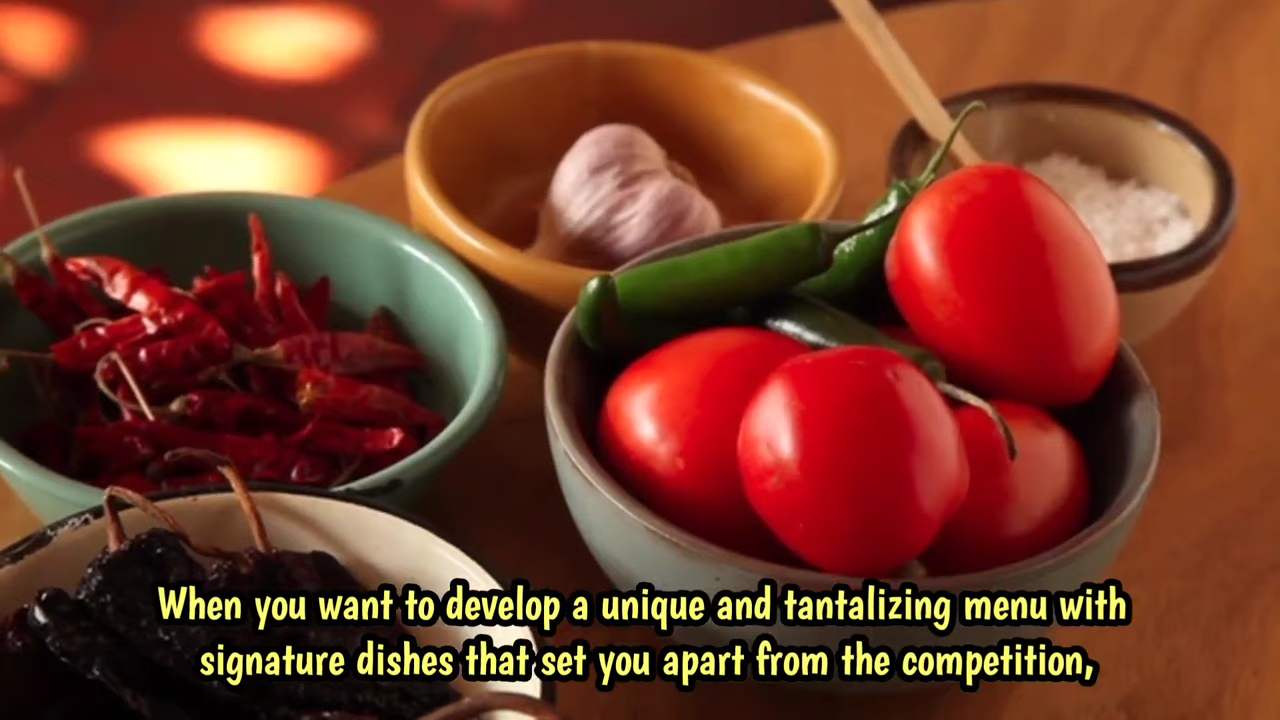 When you want to develop a unique and tantalizing menu with
signature dishes that set you apart from the competition,